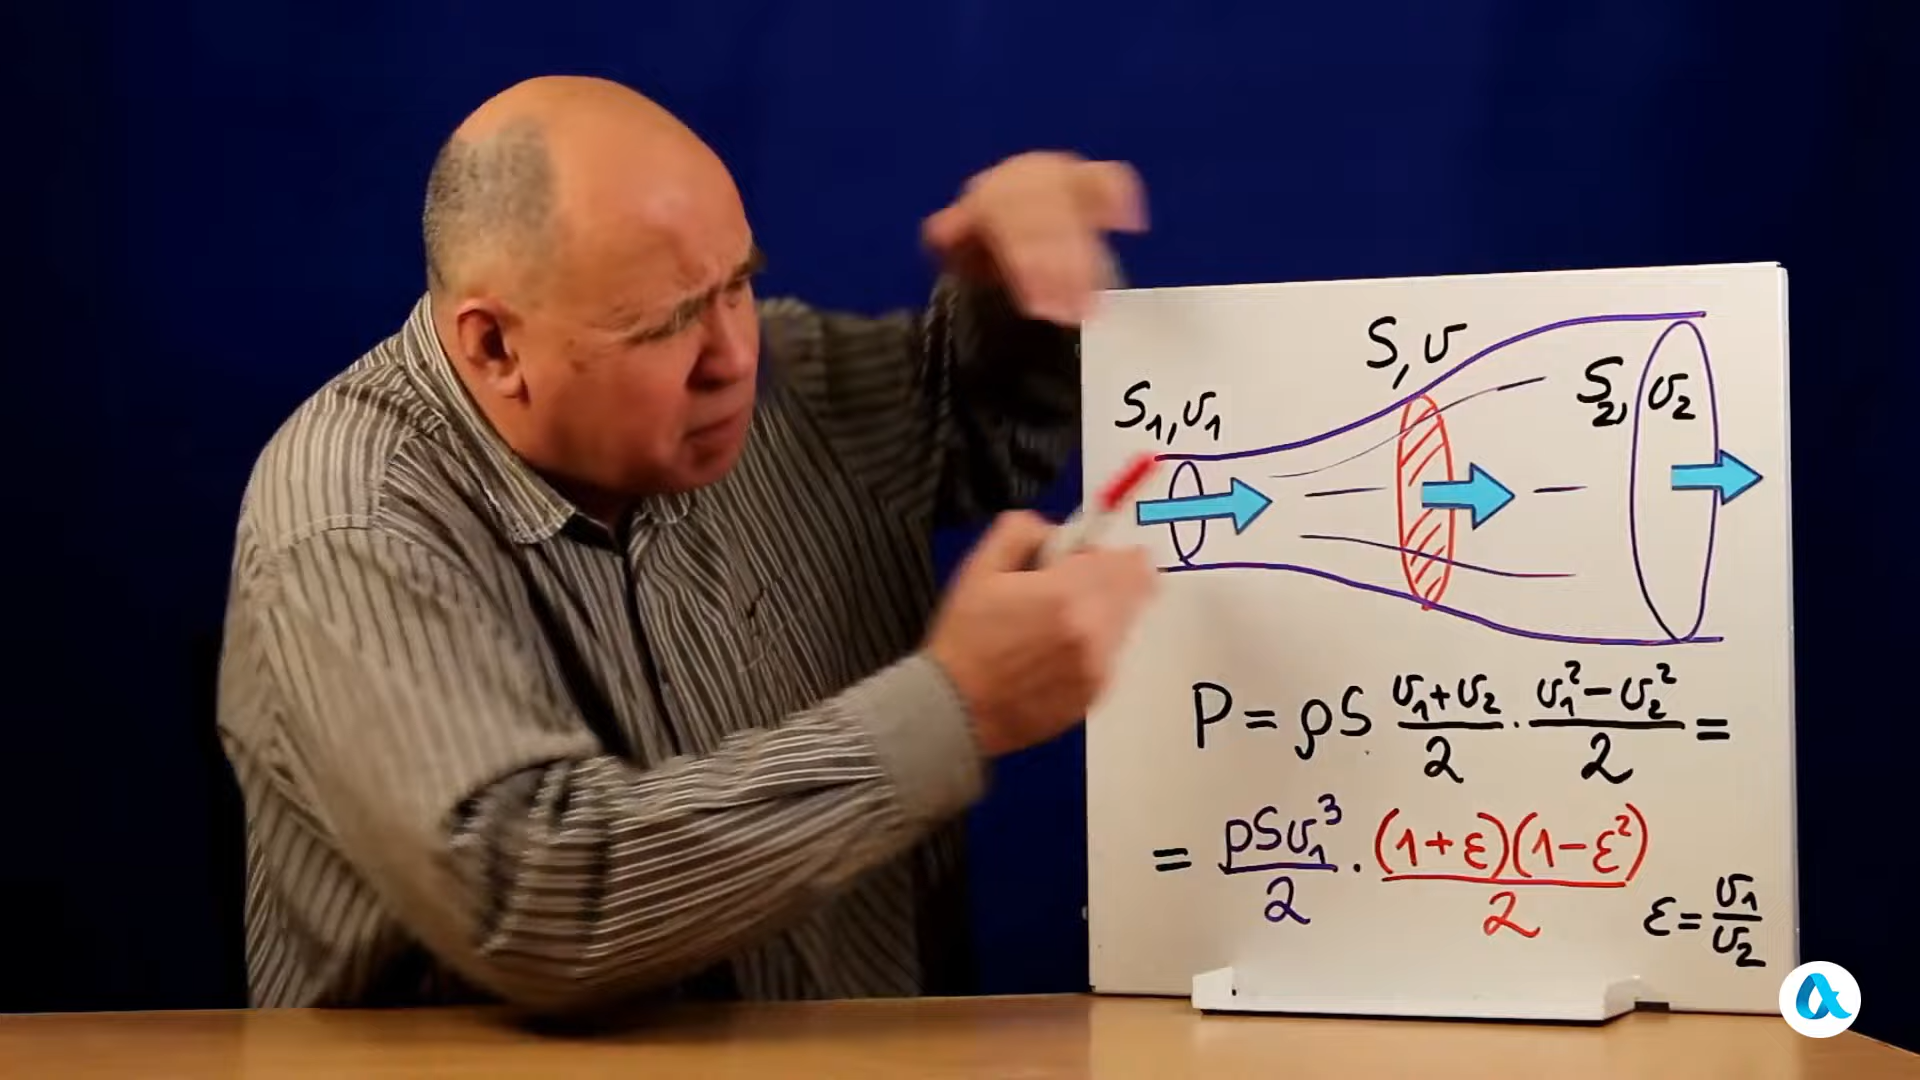 S₁, υ₁
S, υ
S₂, υ₂
P = ρS (υ₁+υ₂)/2 · (υ₁²−υ₂²)/2 =
= ρSυ₁³/2 · (1+ε)(1−ε²)/2
ε = υ₁/υ₂